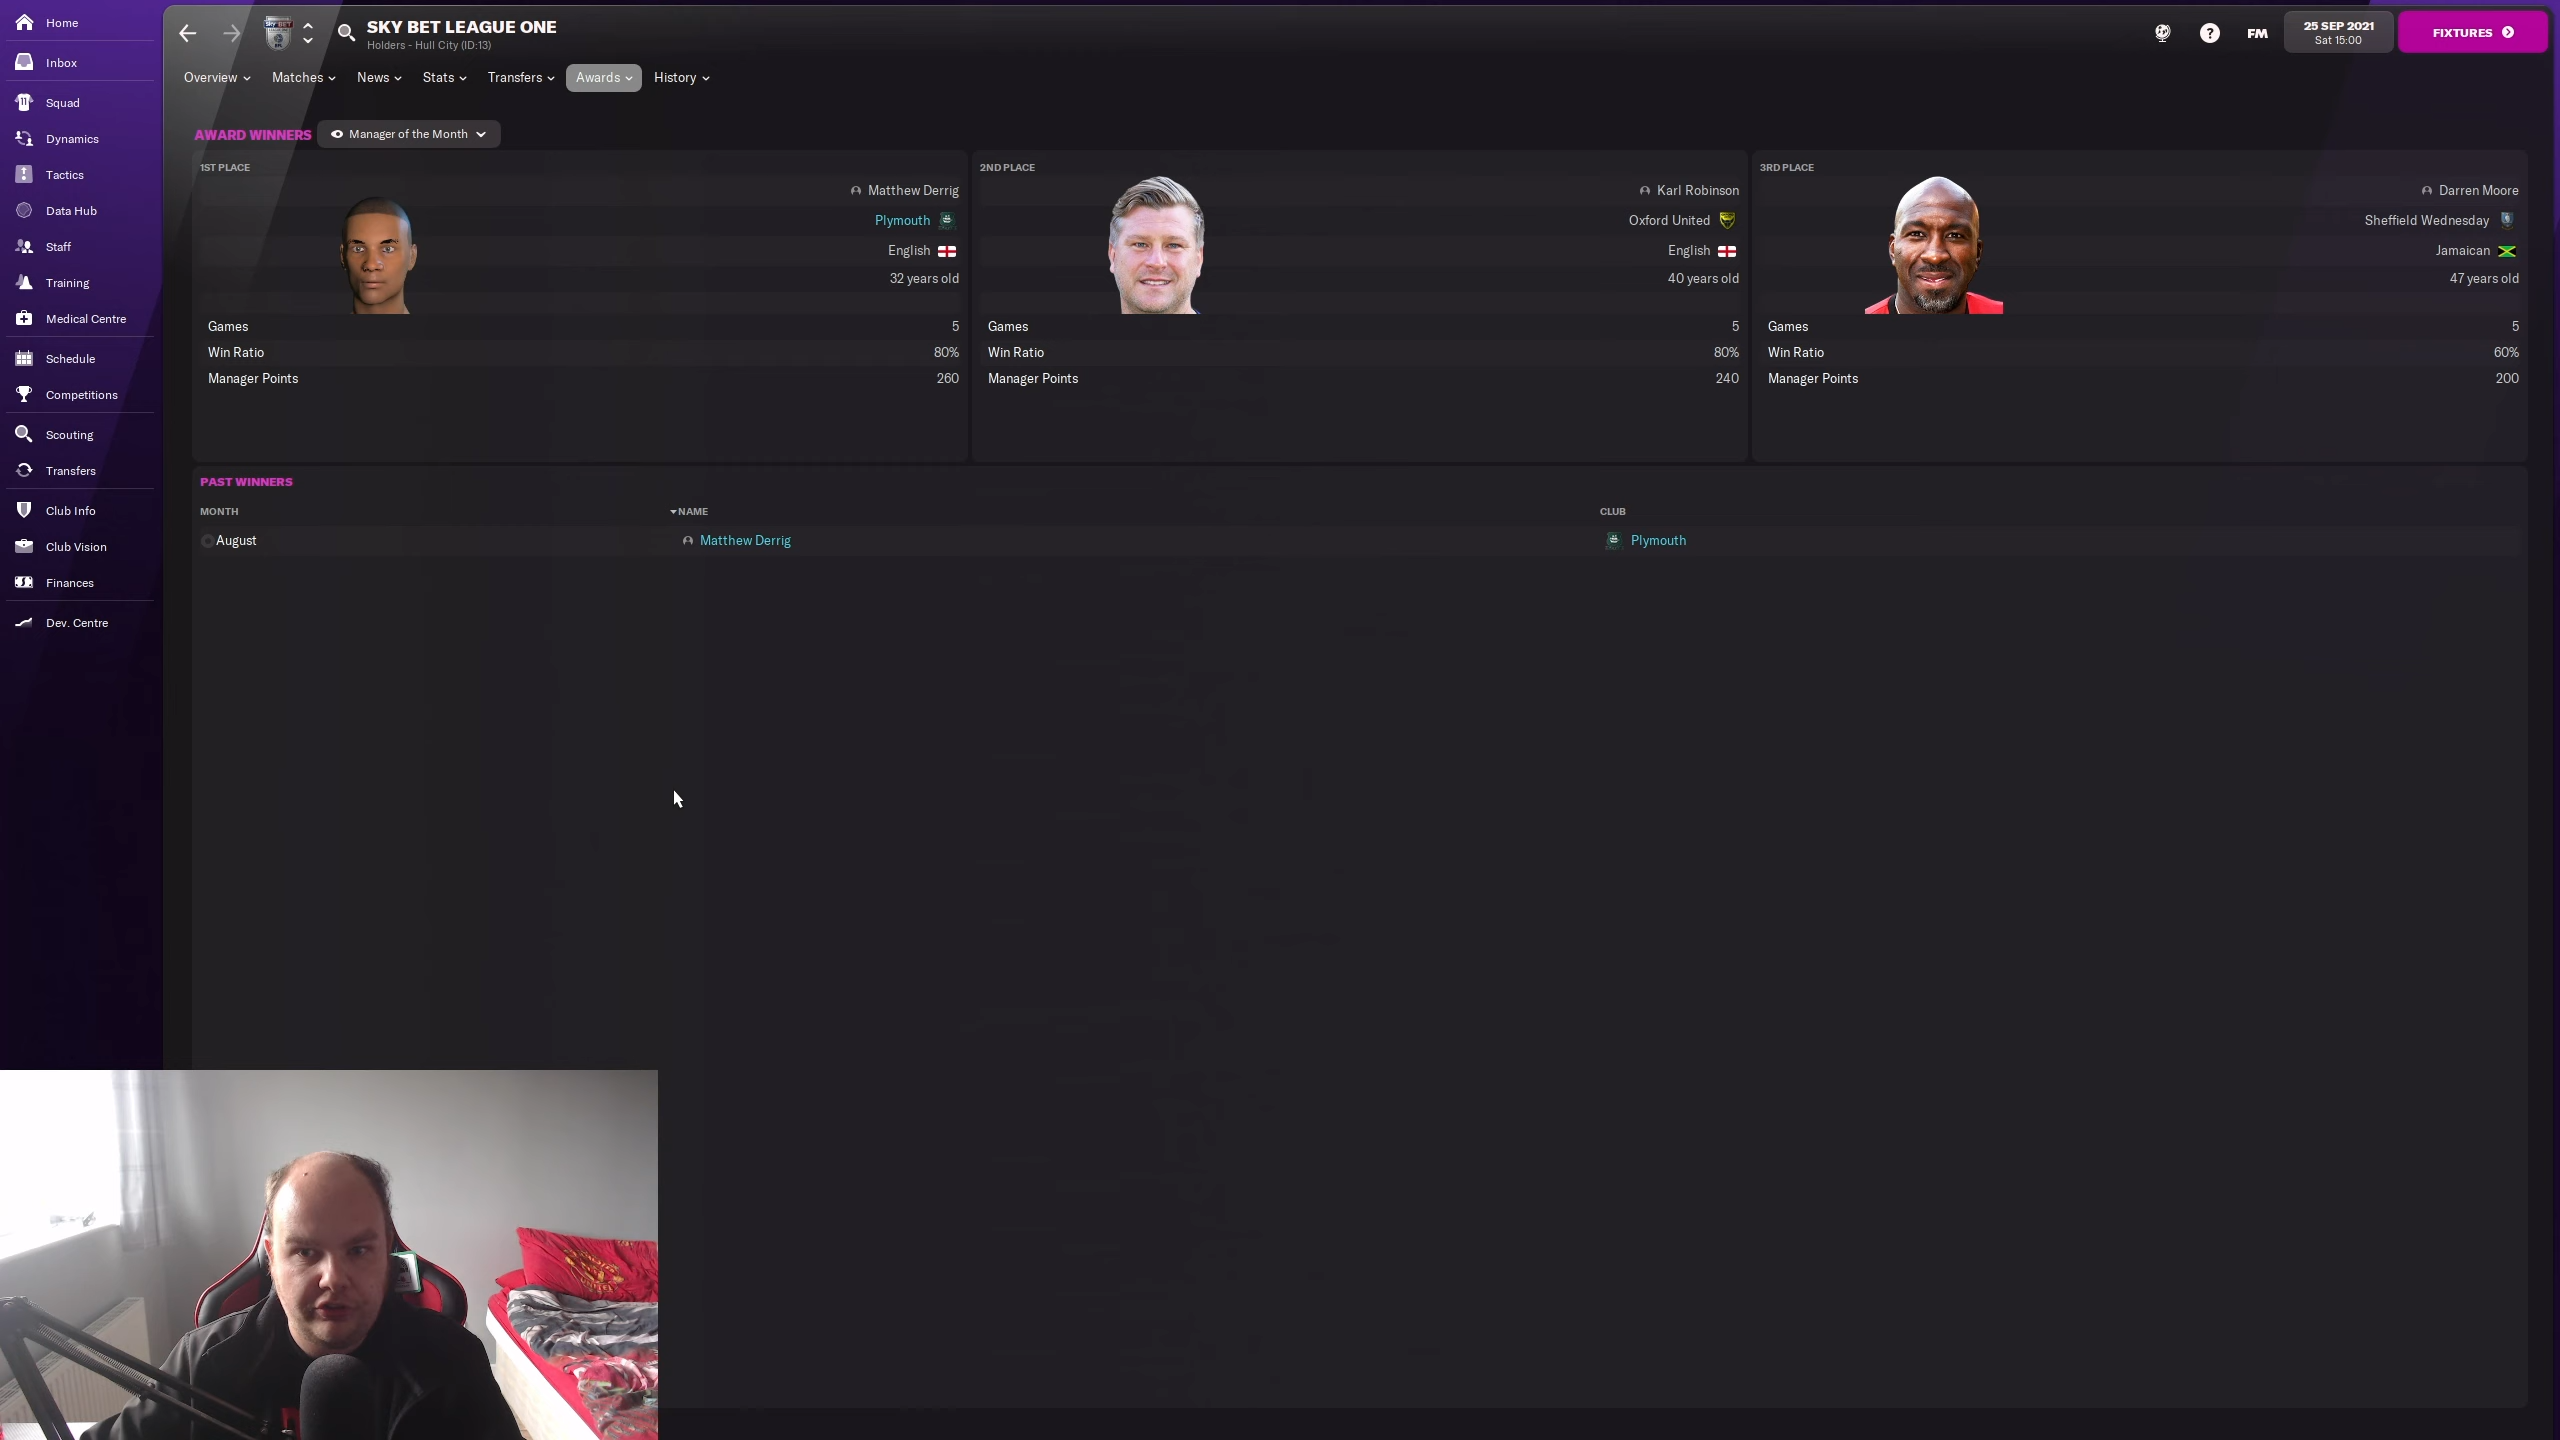 Home
Inbox
Squad
Dynamics
Tactics
Data Hub
Staff
Training
Medical Centre
Schedule
Competitions
Scouting
Transfers
Club Info
Club Vision
Finances
Dev. Centre
SKY BET LEAGUE ONE
Holders - Hull City (ID:13)
FM
25 SEP 2021
Sat 15:00
FIXTURES
Overview Matches News Stats Transfers Awards History
AWARD WINNERS Manager of the Month
1ST PLACE
Matthew Derrig
Plymouth
English
32 years old
Games 5
Win Ratio 80%
Manager Points 260
2ND PLACE
Karl Robinson
Oxford United
English
40 years old
Games 5
Win Ratio 80%
Manager Points 240
3RD PLACE
Darren Moore
Sheffield Wednesday
Jamaican
47 years old
Games 5
Win Ratio 60%
Manager Points 200
PAST WINNERS
MONTH NAME CLUB
August Matthew Derrig Plymouth